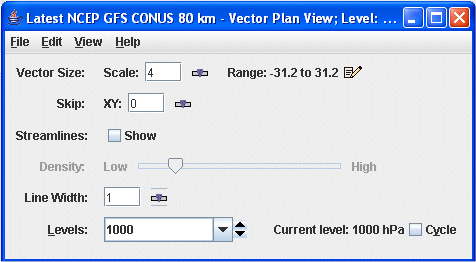 Latest NCEP GFS CONUS 80 km - Vector Plan View; Level: ...
File Edit View Help
Vector Size: Scale: 4 Range: -31.2 to 31.2
Skip: XY: 0
Streamlines: Show
Density: Low High
Line Width: 1
Levels: 1000 Current level: 1000 hPa Cycle